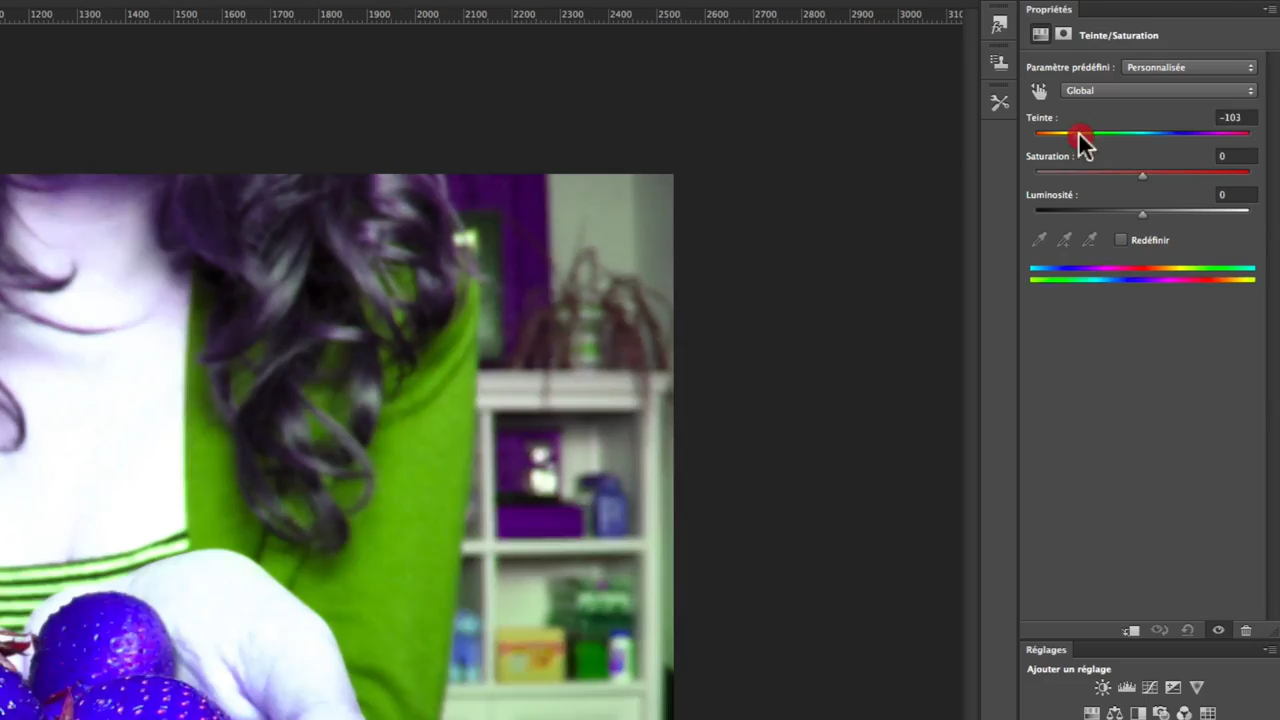 1200 1300 1400 1500 1600 1700 1800 1900 2000 2100 2200 2300 2400 2500 2600 2700 2800 2900 3000 310
Propriétés
Teinte/Saturation
Paramètre prédéfini : Personnalisée
Global
Teinte : -103
Saturation : 0
Luminosité : 0
Redéfinir
Réglages
Ajouter un réglage